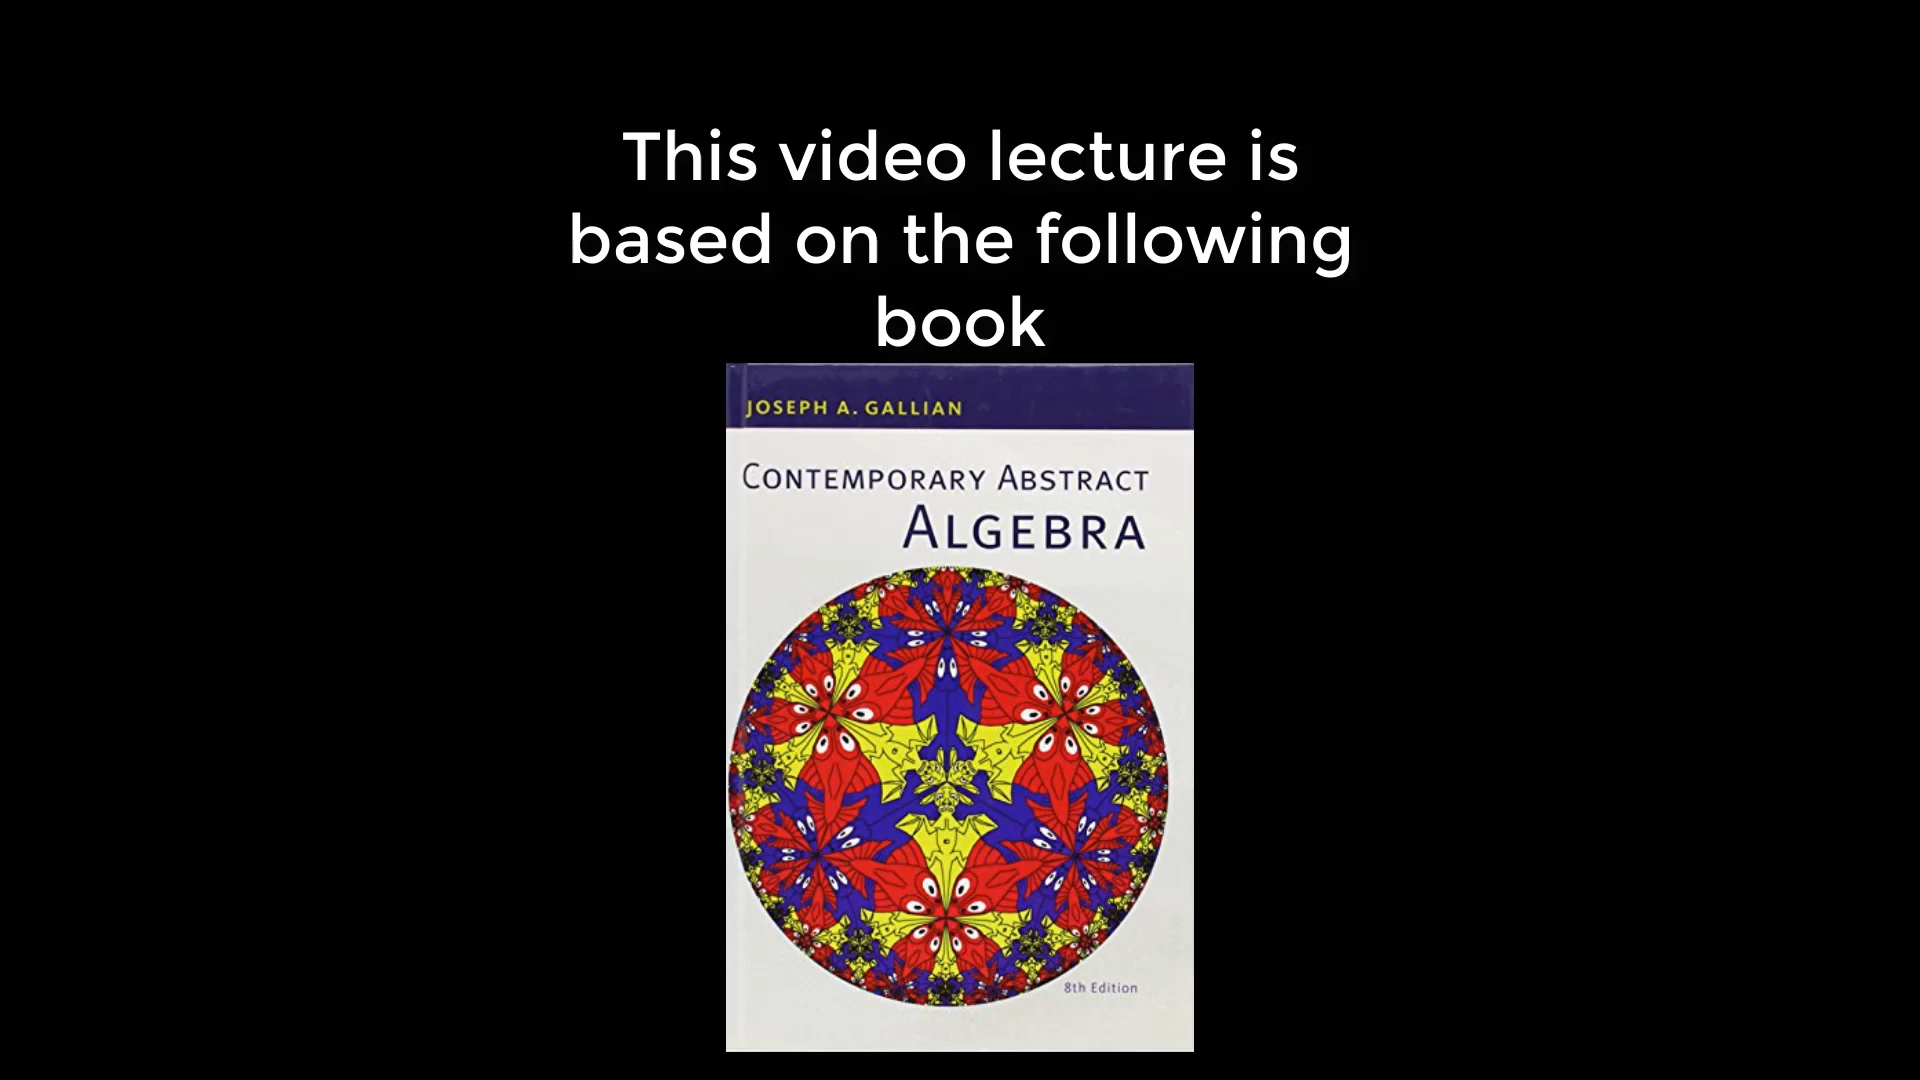 This video lecture is
based on the following
book
JOSEPH A. GALLIAN
CONTEMPORARY ABSTRACT
ALGEBRA
8th Edition